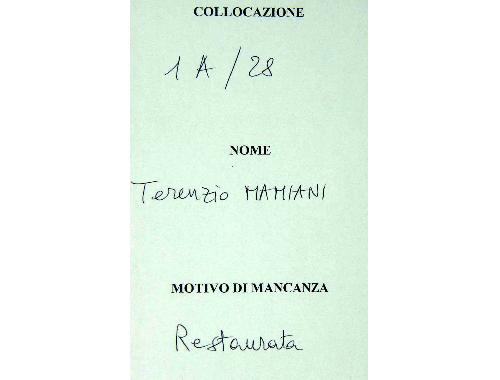 COLLOCAZIONE
1 A / 28
NOME
Terenzio MAMIANI
MOTIVO DI MANCANZA
Restaurata